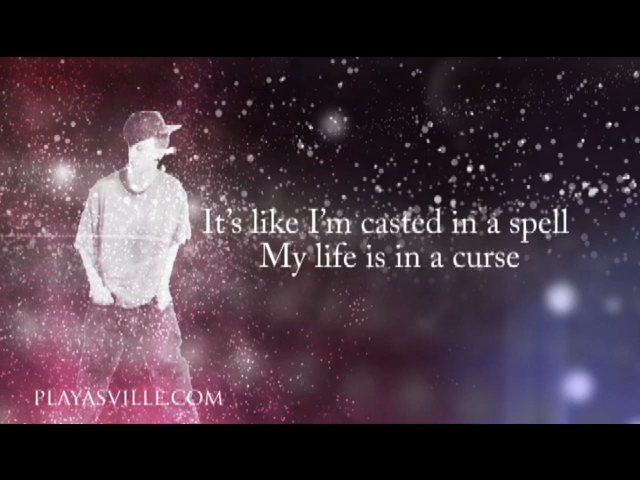 It's like I'm casted in a spell
My life is in a curse
PLAYASVILLE.COM